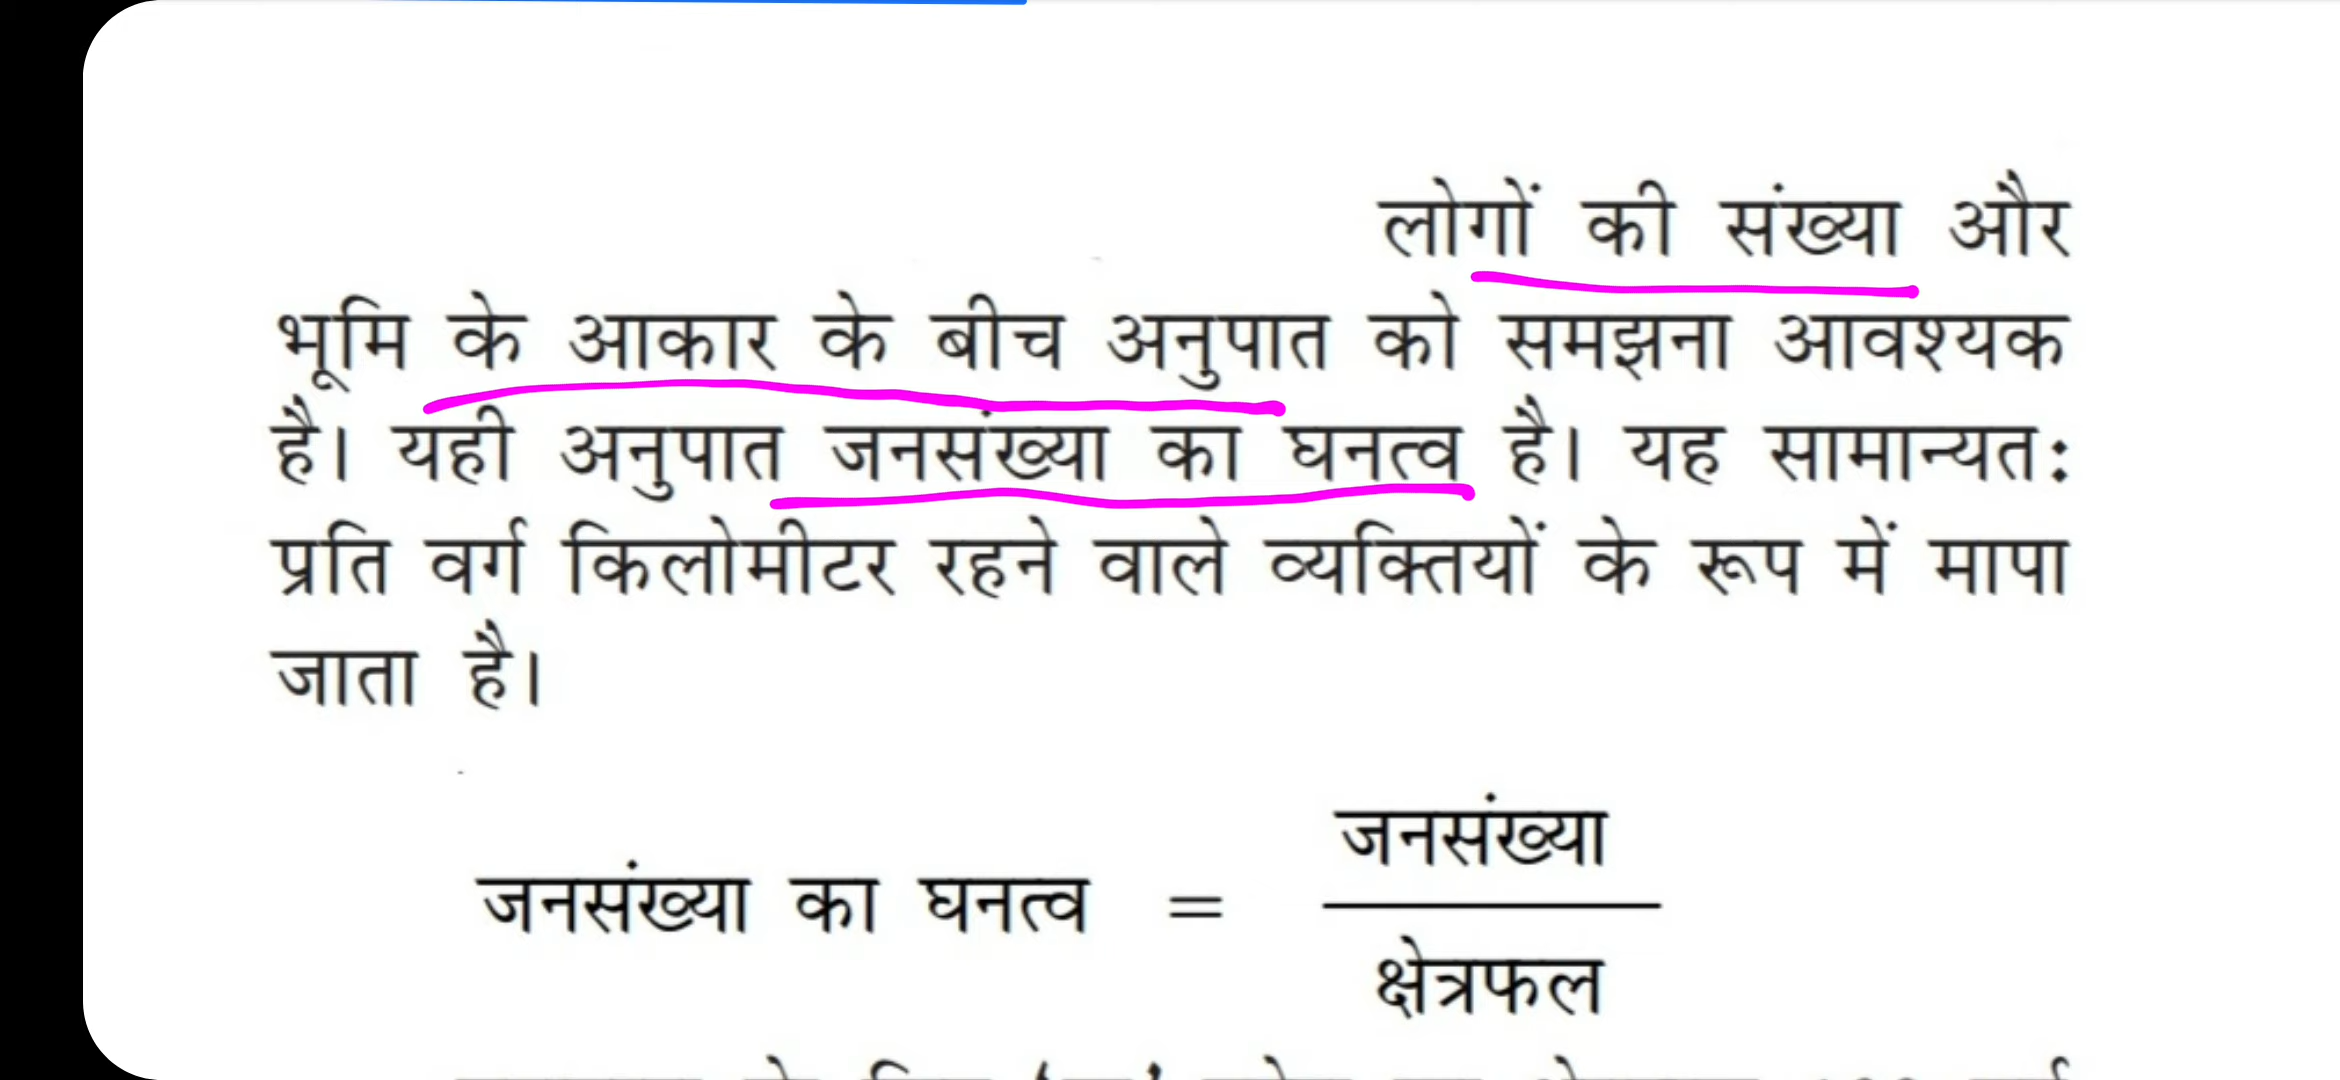 लोगों की संख्या और
भूमि के आकार के बीच अनुपात को समझना आवश्यक
है। यही अनुपात जनसंख्या का घनत्व है। यह सामान्यत:
प्रति वर्ग किलोमीटर रहने वाले व्यक्तियों के रूप में मापा
जाता है।
जनसंख्या का घनत्व = जनसंख्या
क्षेत्रफल